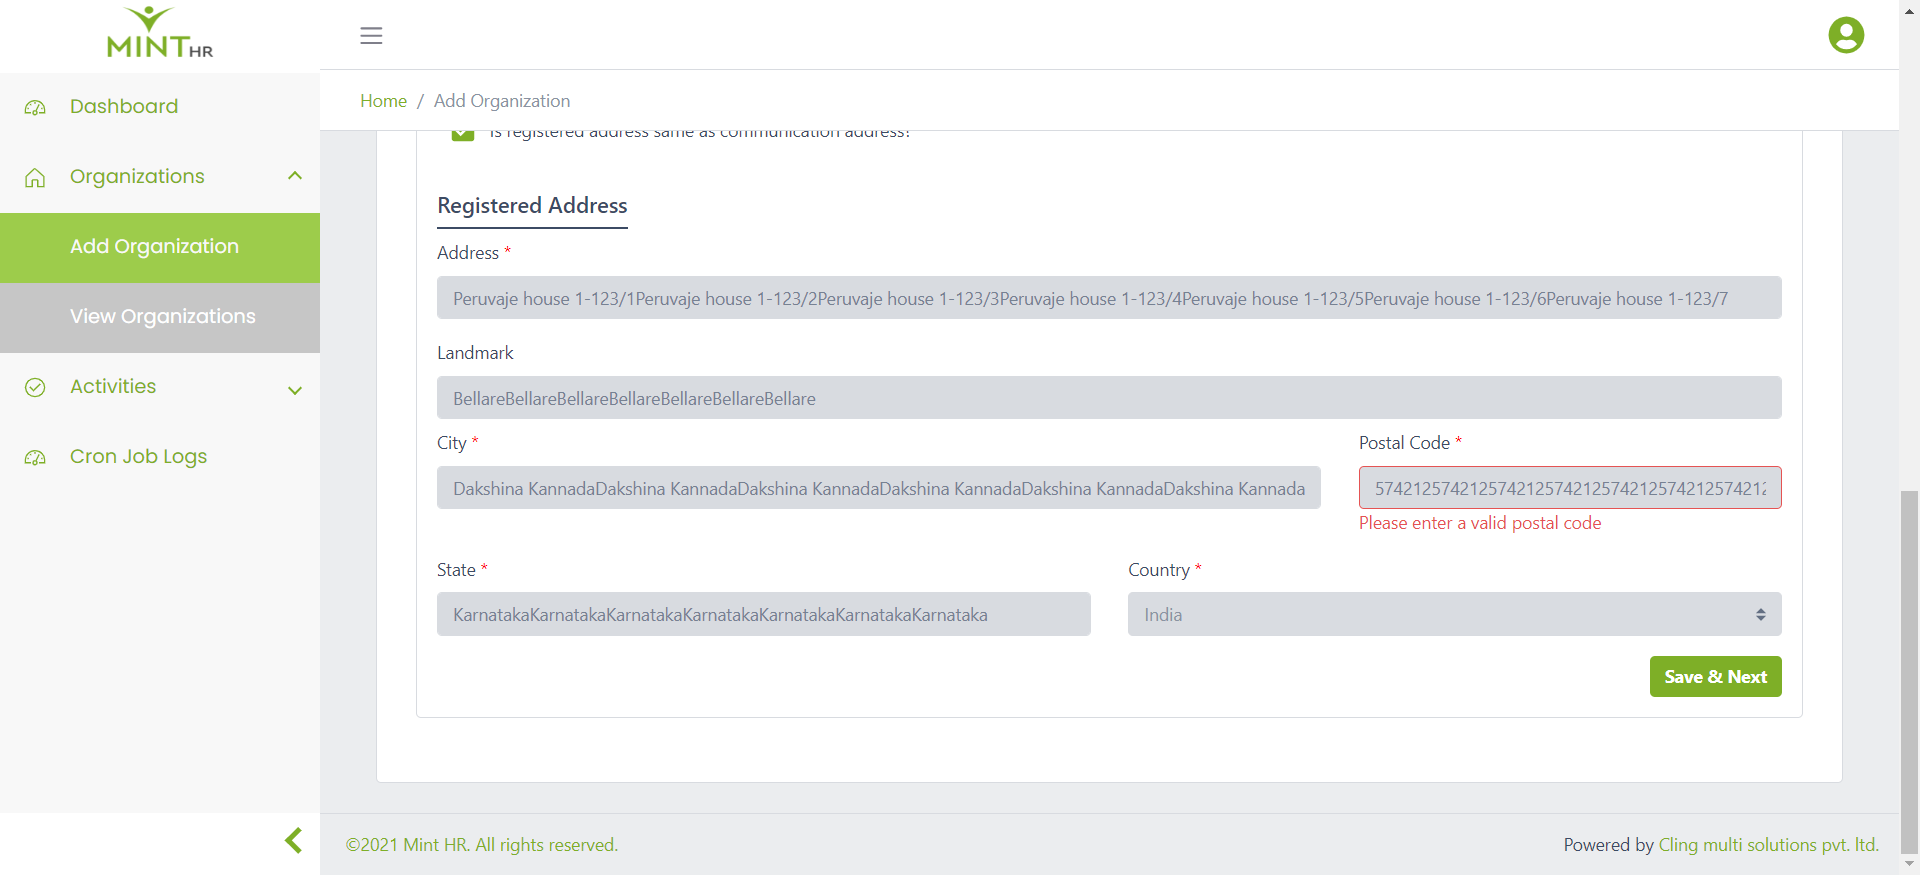 MINT HR
Dashboard
Organizations
Add Organization
View Organizations
Activities
Cron Job Logs
Home / Add Organization
Is registered address same as communication address?
Registered Address
Address *
Peruvaje house 1-123/1Peruvaje house 1-123/2Peruvaje house 1-123/3Peruvaje house 1-123/4Peruvaje house 1-123/5Peruvaje house 1-123/6Peruvaje house 1-123/7
Landmark
BellareBellareBellareBellareBellareBellareBellare
City *
Dakshina KannadaDakshina KannadaDakshina KannadaDakshina KannadaDakshina KannadaDakshina Kannada
Postal Code *
574212574212574212574212574212574212574212
Please enter a valid postal code
State *
KarnatakaKarnatakaKarnatakaKarnatakaKarnatakaKarnatakaKarnataka
Country *
India
Save & Next
©2021 Mint HR. All rights reserved.
Powered by Cling multi solutions pvt. ltd.